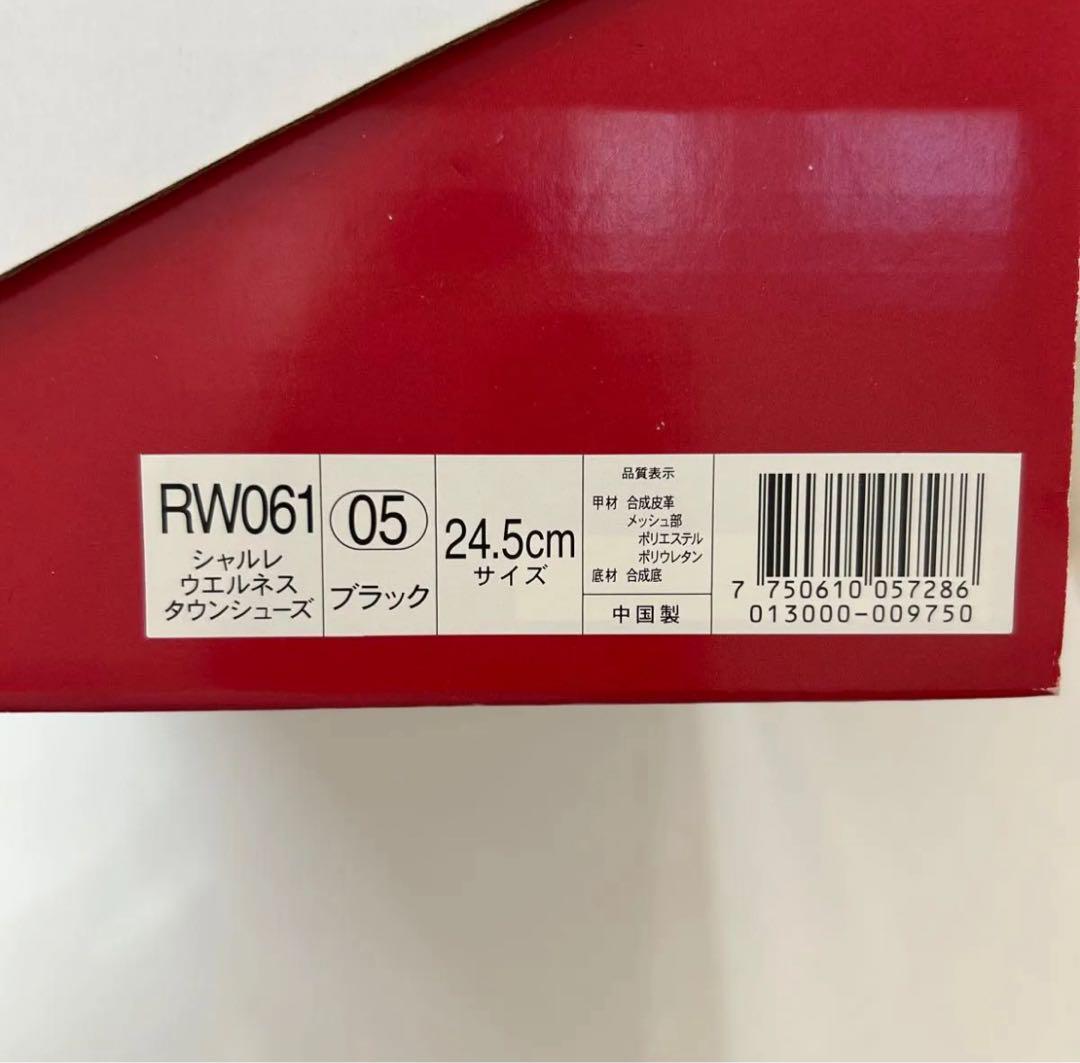 RW061
シャルレ
ウエルネス
タウンシューズ
05
ブラック
24.5cm
サイズ
品質表示
甲材 合成皮革
メッシュ部
ポリエステル
ポリウレタン
底材 合成底
中国製
7 750610 057286
013000-009750